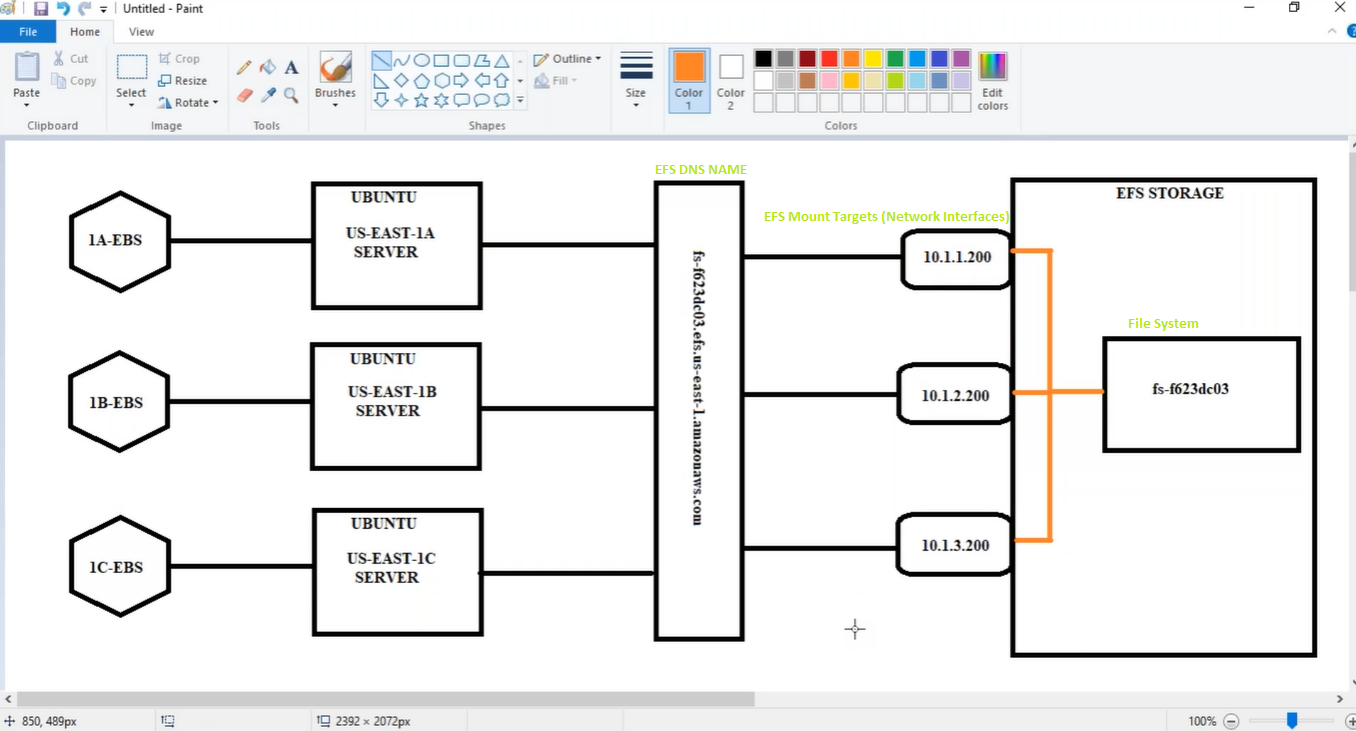 Untitled - Paint
File
Home
View
Paste
Cut
Copy
Clipboard
Select
Crop
Resize
Rotate
Image
Tools
A
Brushes
Shapes
Outline
Fill
Size
Color
1
Color
2
Edit
colors
Colors
EFS DNS NAME
EFS Mount Targets (Network Interfaces)
EFS STORAGE
1A-EBS
UBUNTU
US-EAST-1A
SERVER
1B-EBS
UBUNTU
US-EAST-1B
SERVER
1C-EBS
UBUNTU
US-EAST-1C
SERVER
fs-f623dc03.efs.us-east-1.amazonaws.com
10.1.1.200
10.1.2.200
10.1.3.200
File System
fs-f623dc03
850, 489px
2392 × 2072px
100%